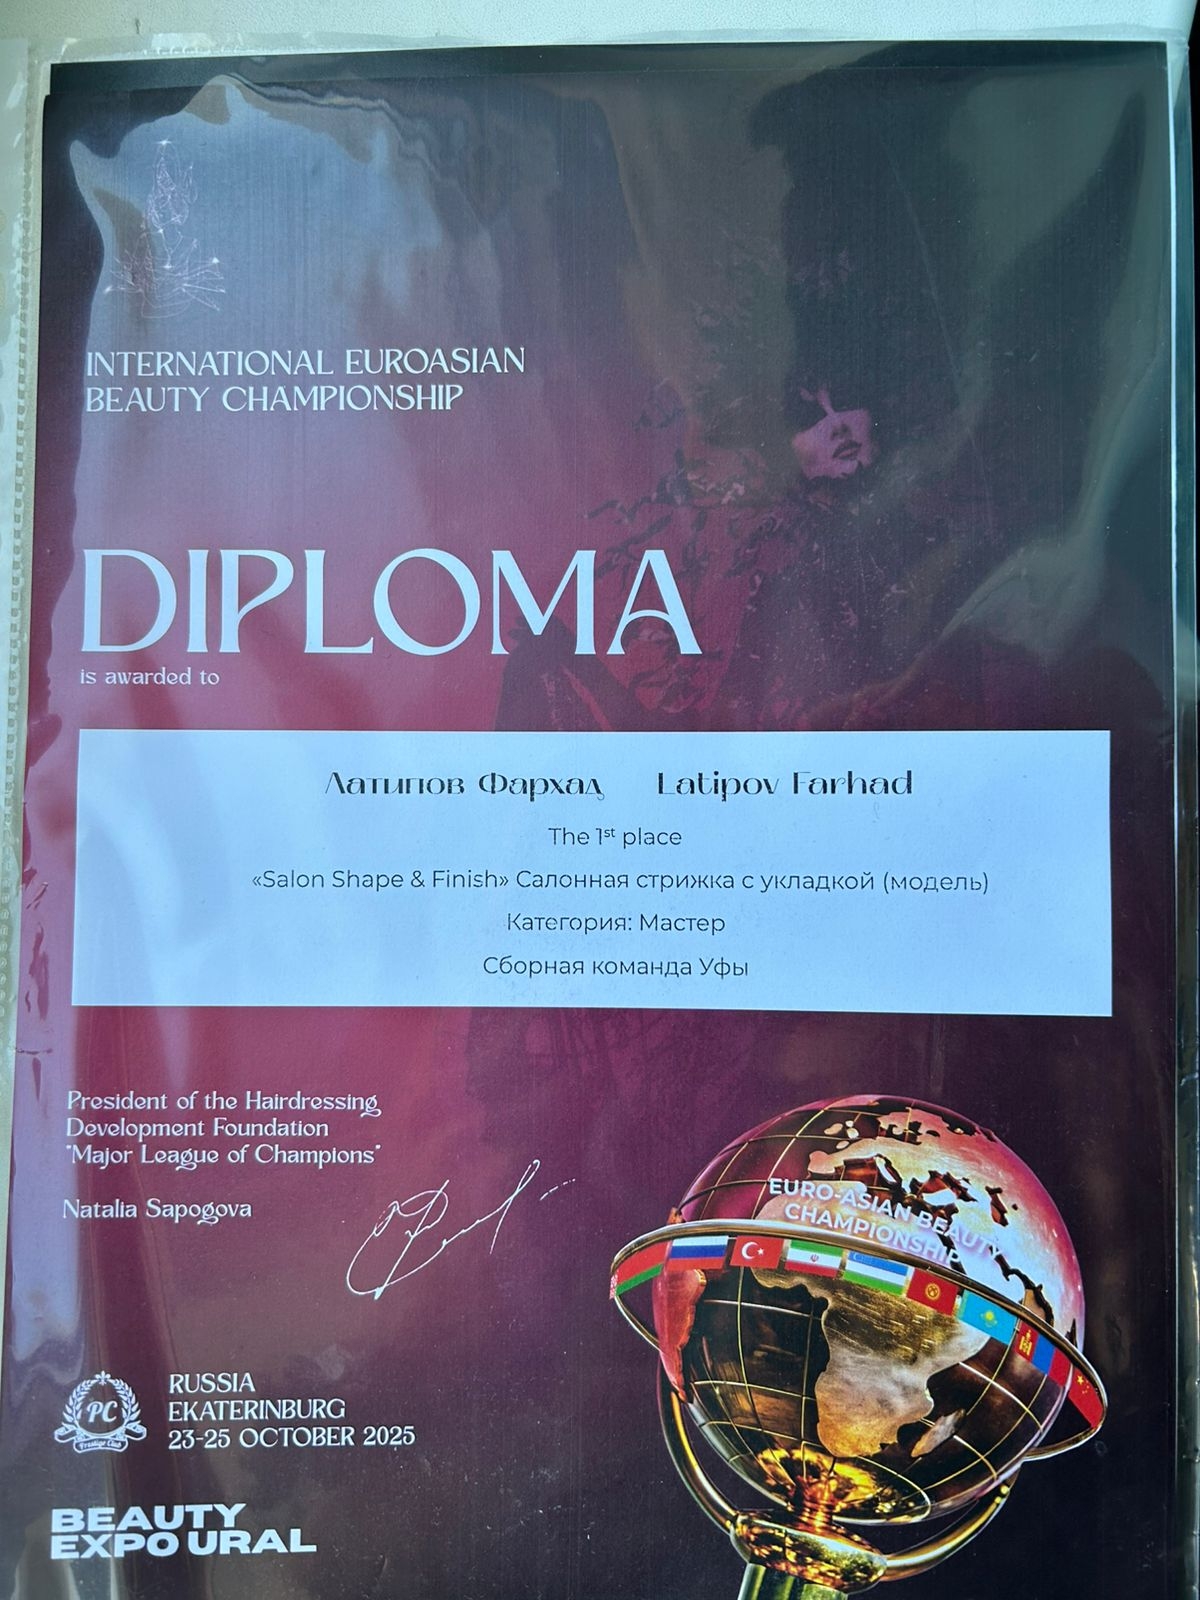 INTERNATIONAL EUROASIAN
BEAUTY CHAMPIONSHIP
DIPLOMA
is awarded to
Латипов Фархад Latipov Farhad
The 1st place
«Salon Shape & Finish» Салонная стрижка с укладкой (модель)
Категория: Мастер
Сборная команда Уфы
President of the Hairdressing
Development Foundation
"Major League of Champions"
Natalia Sapogova
EURO-ASIAN BEAUTY
CHAMPIONSHIP
PC
Prestige Club
RUSSIA
EKATERINBURG
23-25 OCTOBER 2025
BEAUTY
EXPO URAL